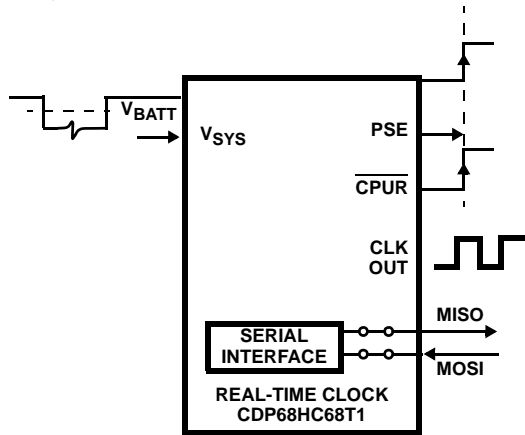 VBATT
VSYS
PSE
CPUR
CLK
OUT
MISO
SERIAL
INTERFACE
MOSI
REAL-TIME CLOCK
CDP68HC68T1